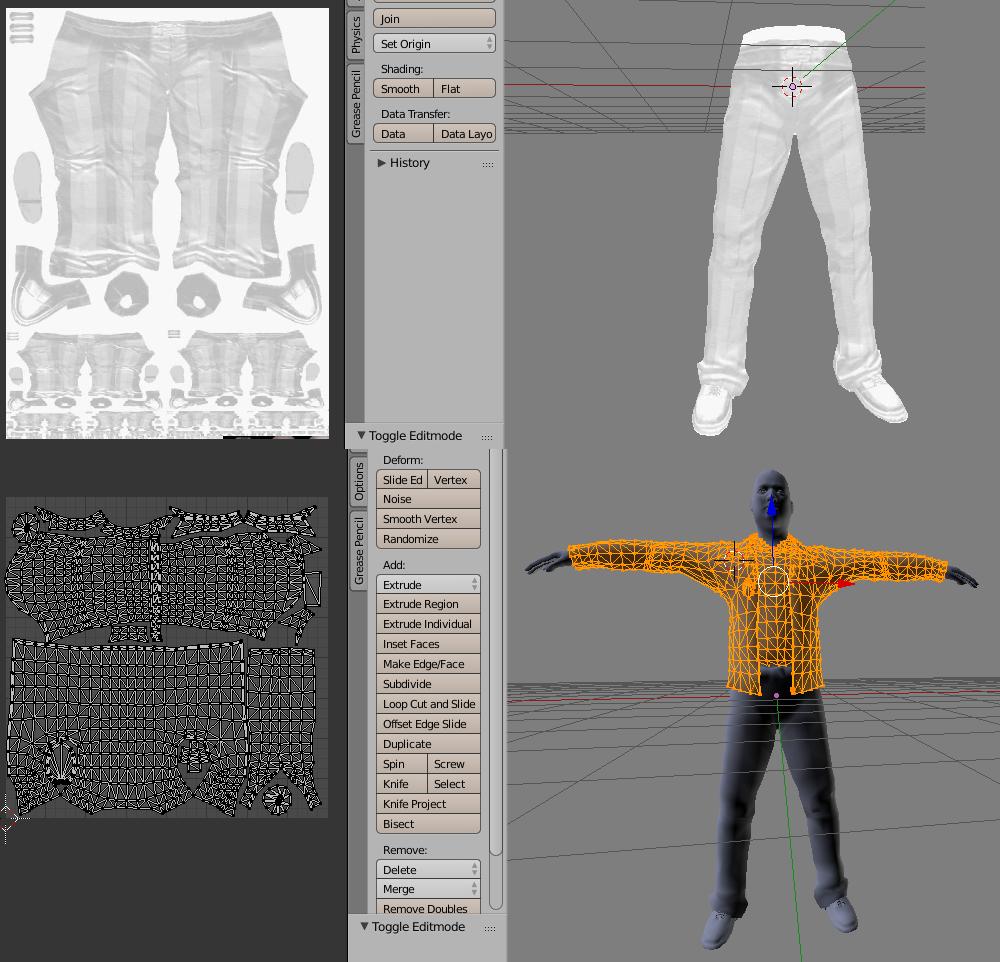 Physics
Grease Pencil
Join
Set Origin
Shading:
Smooth Flat
Data Transfer:
Data Data Layo
History
Toggle Editmode
Options
Grease Pencil
Deform:
Slide Ed Vertex
Noise
Smooth Vertex
Randomize
Add:
Extrude
Extrude Region
Extrude Individual
Inset Faces
Make Edge/Face
Subdivide
Loop Cut and Slide
Offset Edge Slide
Duplicate
Spin Screw
Knife Select
Knife Project
Bisect
Remove:
Delete
Merge
Remove Doubles
Toggle Editmode